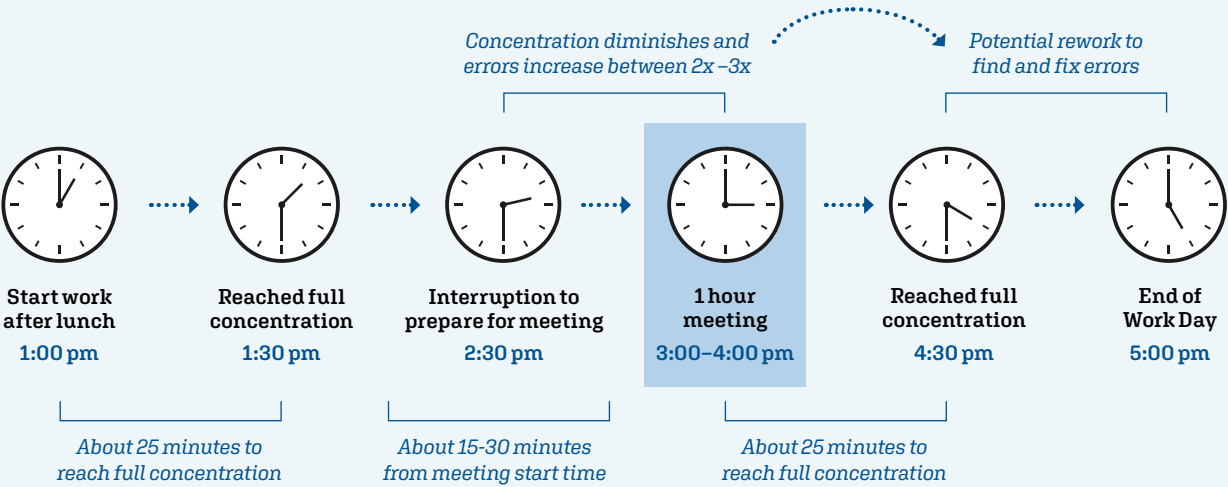 Concentration diminishes and
errors increase between 2x–3x
Potential rework to
find and fix errors
Start work
after lunch
1:00 pm
Reached full
concentration
1:30 pm
Interruption to
prepare for meeting
2:30 pm
1 hour
meeting
3:00–4:00 pm
Reached full
concentration
4:30 pm
End of
Work Day
5:00 pm
About 25 minutes to
reach full concentration
About 15-30 minutes
from meeting start time
About 25 minutes to
reach full concentration